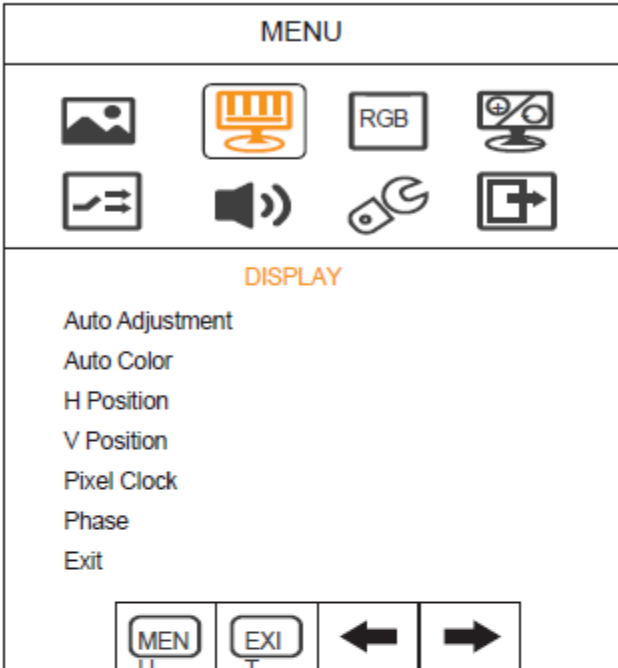 MENU
RGB
DISPLAY
Auto Adjustment
Auto Color
H Position
V Position
Pixel Clock
Phase
Exit
MEN EXI
U T